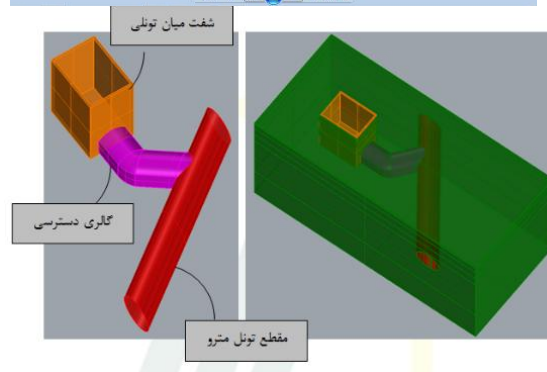 شفت میان تونلی
گالری دسترسی
مقطع تونل مترو